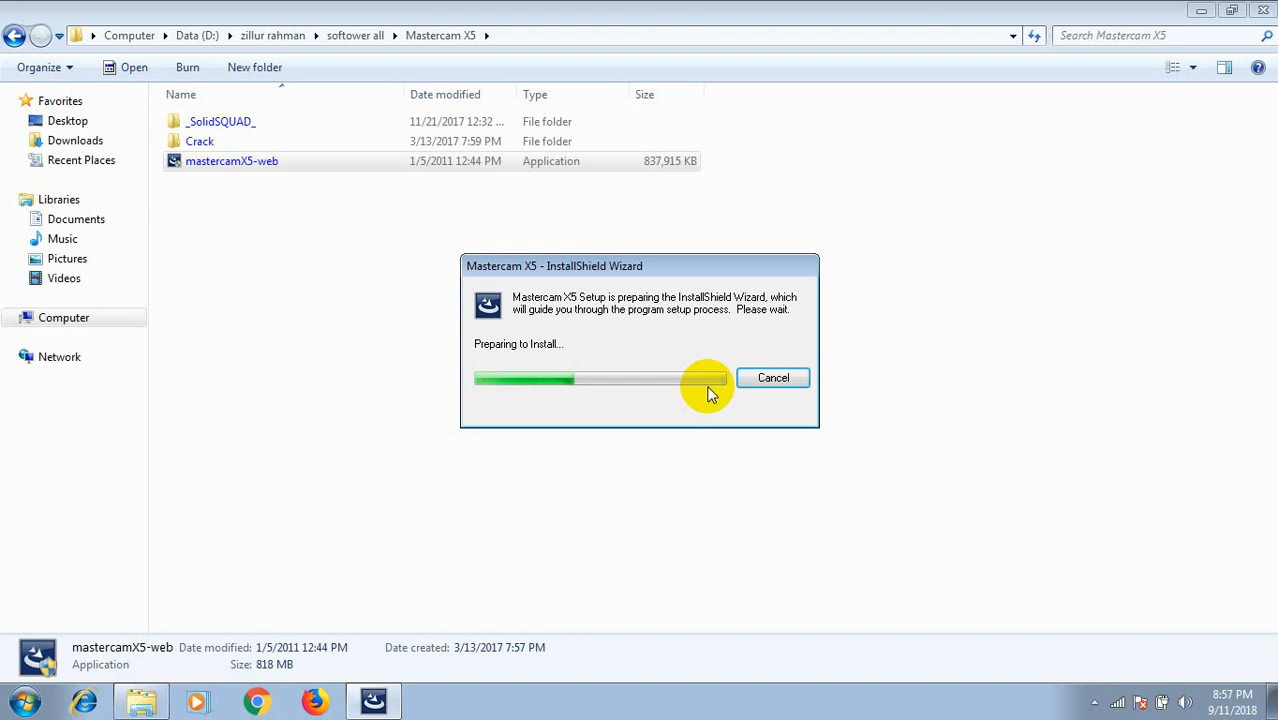 Computer ▸ Data (D:) ▸ zillur rahman ▸ softower all ▸ Mastercam X5 ▸
Search Mastercam X5
Organize Open Burn New folder
Name Date modified Type Size
Favorites
Desktop
Downloads
Recent Places
Libraries
Documents
Music
Pictures
Videos
Computer
Network
_SolidSQUAD_ 11/21/2017 12:32 ... File folder
Crack 3/13/2017 7:59 PM File folder
mastercamX5-web 1/5/2011 12:44 PM Application 837,915 KB
Mastercam X5 - InstallShield Wizard
Mastercam X5 Setup is preparing the InstallShield Wizard, which
will guide you through the program setup process. Please wait.
Preparing to Install...
Cancel
mastercamX5-web Date modified: 1/5/2011 12:44 PM Date created: 3/13/2017 7:57 PM
Application Size: 818 MB
8:57 PM
9/11/2018